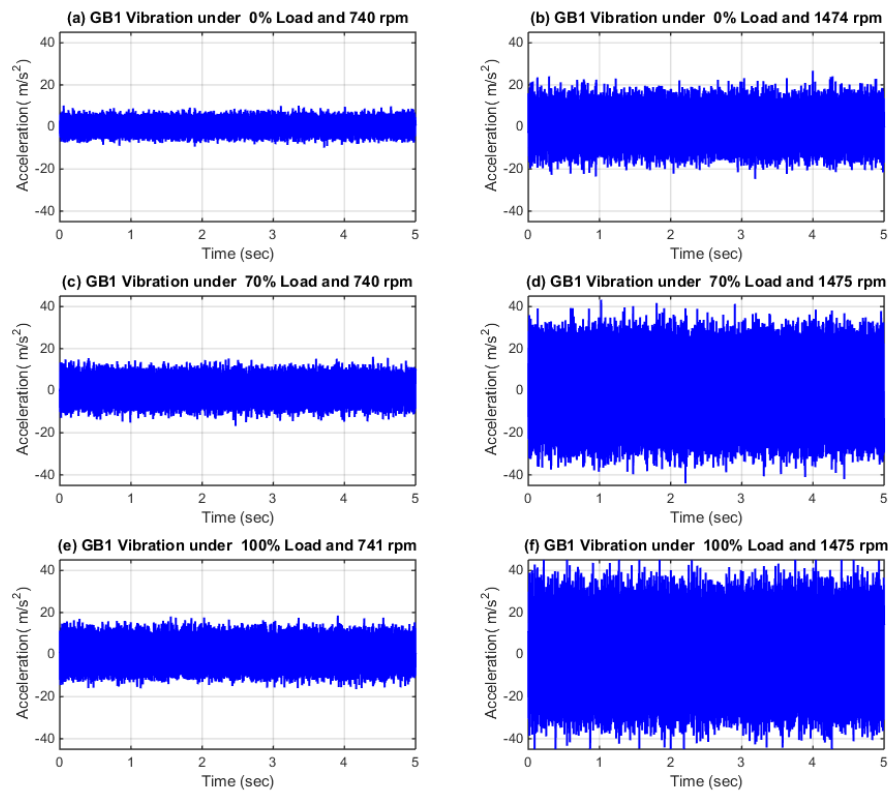 (a) GB1 Vibration under 0% Load and 740 rpm
Acceleration( m/s²)
40
20
0
-20
-40
0 1 2 3 4 5
Time (sec)
(b) GB1 Vibration under 0% Load and 1474 rpm
Acceleration( m/s²)
40
20
0
-20
-40
0 1 2 3 4 5
Time (sec)
(c) GB1 Vibration under 70% Load and 740 rpm
Acceleration( m/s²)
40
20
0
-20
-40
0 1 2 3 4 5
Time (sec)
(d) GB1 Vibration under 70% Load and 1475 rpm
Acceleration( m/s²)
40
20
0
-20
-40
0 1 2 3 4 5
Time (sec)
(e) GB1 Vibration under 100% Load and 741 rpm
Acceleration( m/s²)
40
20
0
-20
-40
0 1 2 3 4 5
Time (sec)
(f) GB1 Vibration under 100% Load and 1475 rpm
Acceleration( m/s²)
40
20
0
-20
-40
0 1 2 3 4 5
Time (sec)